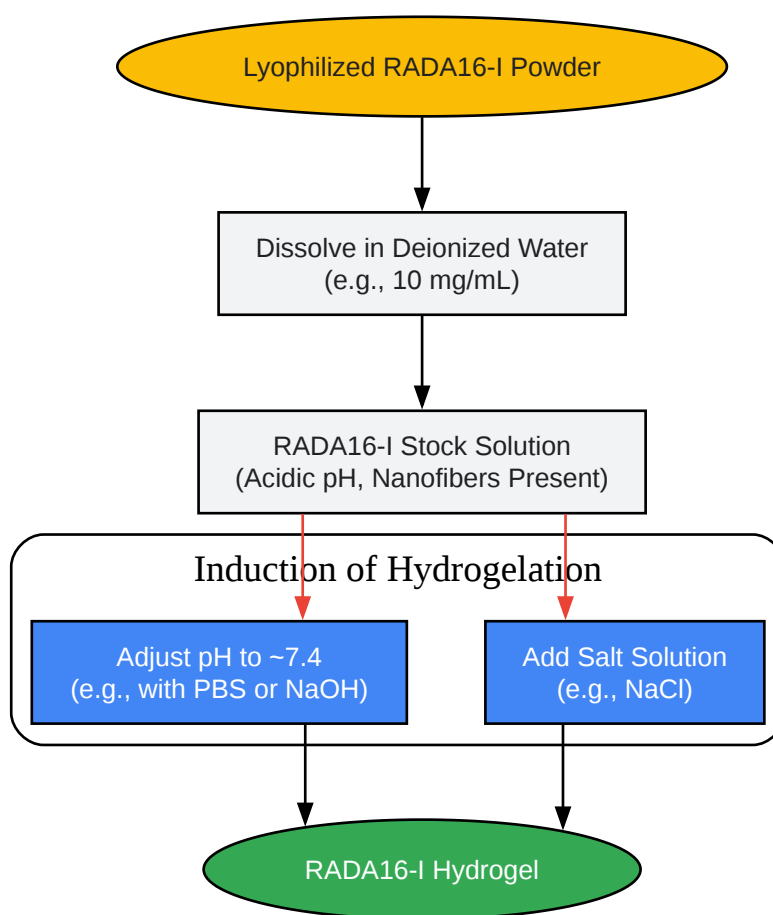 Lyophilized RADA16-I Powder
Dissolve in Deionized Water
(e.g., 10 mg/mL)
RADA16-I Stock Solution
(Acidic pH, Nanofibers Present)
Induction of Hydrogelation
Adjust pH to ~7.4
(e.g., with PBS or NaOH)
Add Salt Solution
(e.g., NaCl)
RADA16-I Hydrogel